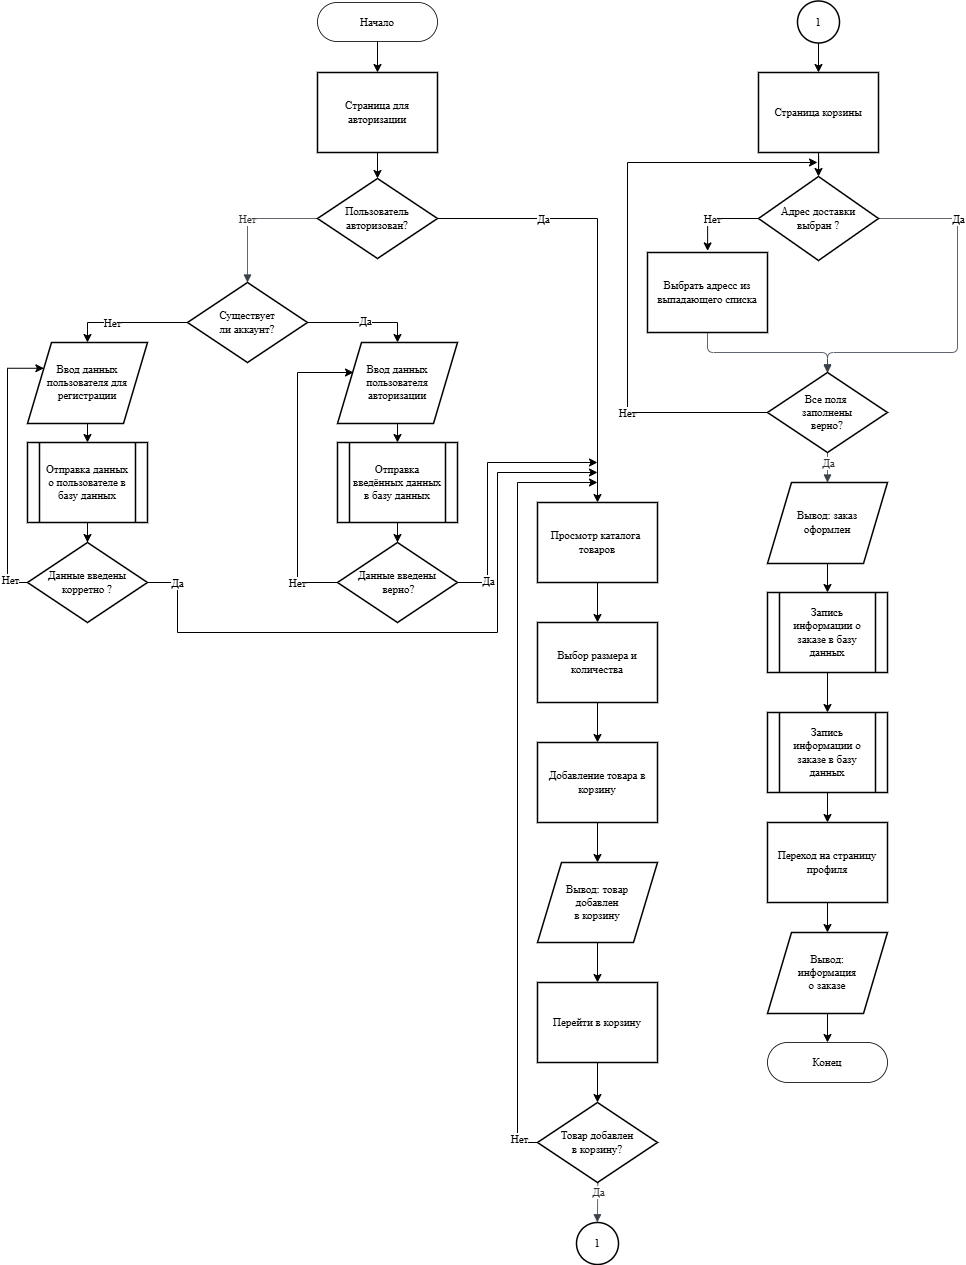 Начало
Страница для
авторизации
Пользователь
авторизован?
Нет
Да
Существует
ли аккаунт?
Нет
Да
Ввод данных
пользователя для
регистрации
Ввод данных
пользователя
авторизации
Отправка данных
о пользователе в
базу данных
Отправка
введённых данных
в базу данных
Данные введены
корретно ?
Нет
Да
Данные введены
верно?
Нет
Да
Просмотр каталога
товаров
Выбор размера и
количества
Добавление товара в
корзину
Вывод: товар
добавлен
в корзину
Перейти в корзину
Товар добавлен
в корзину?
Нет
Да
1
1
Страница корзины
Адрес доставки
выбран ?
Нет
Да
Выбрать адресс из
выпадающего списка
Все поля
заполнены
верно?
Нет
Да
Вывод: заказ
оформлен
Запись
информации о
заказе в базу
данных
Запись
информации о
заказе в базу
данных
Переход на страницу
профиля
Вывод:
информация
о заказе
Конец